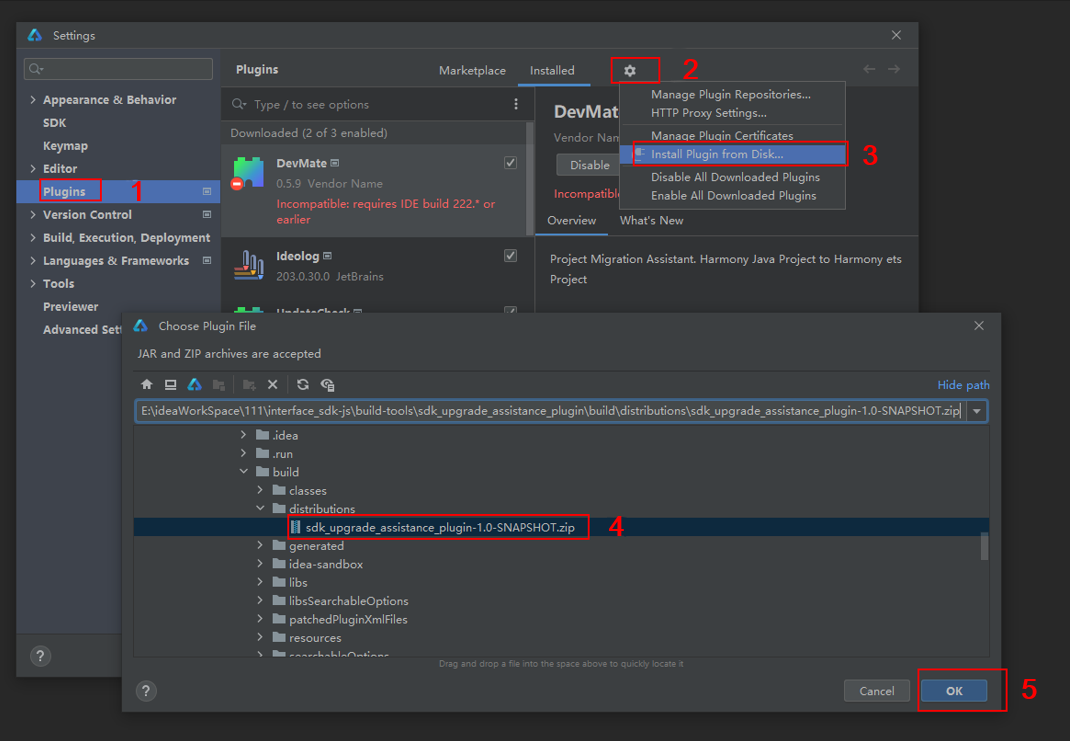 Settings
Plugins
Marketplace
Installed
2
Appearance & Behavior
SDK
Keymap
Editor
Plugins
1
Version Control
Build, Execution, Deployment
Languages & Frameworks
Tools
Previewer
Advanced Sett
Type / to see options
Downloaded (2 of 3 enabled)
DevMate
0.5.9 Vendor Name
Incompatible: requires IDE build 222.* or
earlier
Ideolog
203.0.30.0 JetBrains
UpdateCheck
DevMat
Vendor Nam
Disable
Incompatible
Manage Plugin Repositories...
HTTP Proxy Settings...
Manage Plugin Certificates
Install Plugin from Disk...
3
Disable All Downloaded Plugins
Enable All Downloaded Plugins
Overview
What's New
Project Migration Assistant. Harmony Java Project to Harmony ets
Project
Choose Plugin File
JAR and ZIP archives are accepted
Hide path
E:\ideaWorkSpace\111\interface_sdk-js\build-tools\sdk_upgrade_assistance_plugin\build\distributions\sdk_upgrade_assistance_plugin-1.0-SNAPSHOT.zip
.idea
.run
build
classes
distributions
sdk_upgrade_assistance_plugin-1.0-SNAPSHOT.zip
4
generated
idea-sandbox
libs
libsSearchableOptions
patchedPluginXmlFiles
resources
searchableOptions
Drag and drop a file into the space above to quickly locate it
?
?
Cancel
OK
5